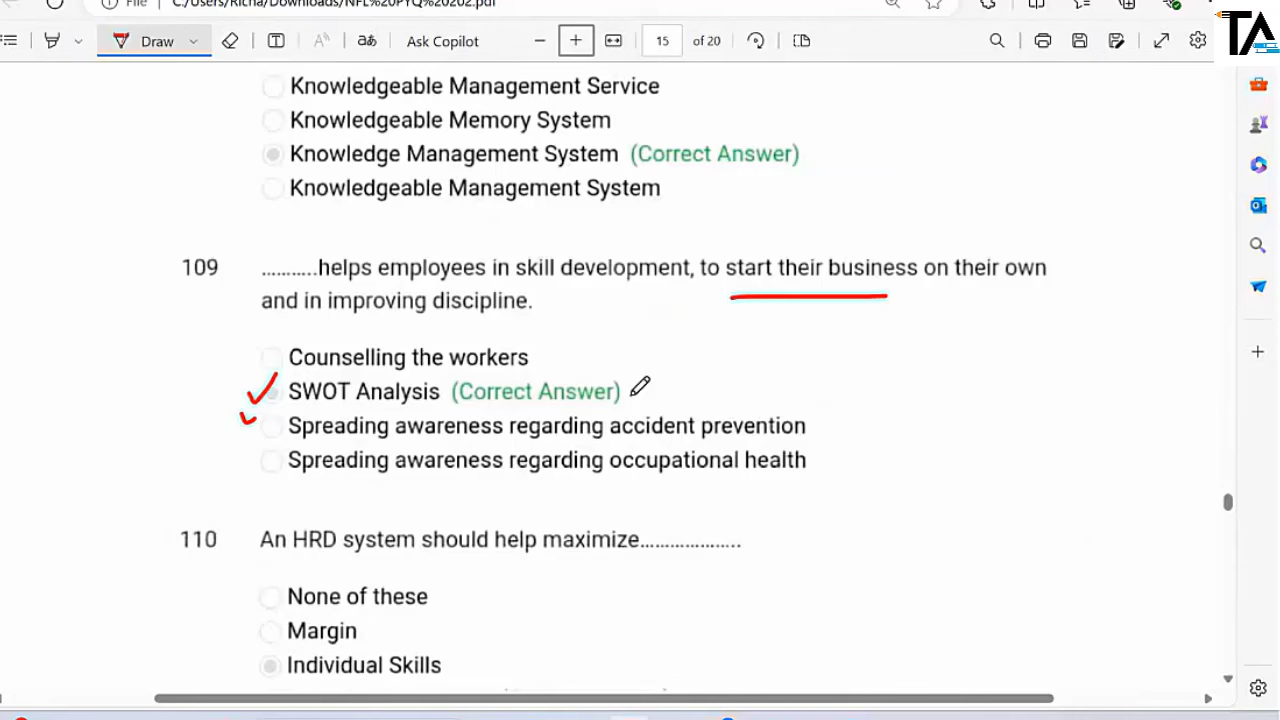 File C:/Users/Richa/Downloads/NFL%20PYQ%202.pdf
Draw Ask Copilot 15 of 20
TA
Knowledgeable Management Service
Knowledgeable Memory System
Knowledge Management System (Correct Answer)
Knowledgeable Management System
109 ...........helps employees in skill development, to start their business on their own
and in improving discipline.
Counselling the workers
SWOT Analysis (Correct Answer)
Spreading awareness regarding accident prevention
Spreading awareness regarding occupational health
110 An HRD system should help maximize...................
None of these
Margin
Individual Skills